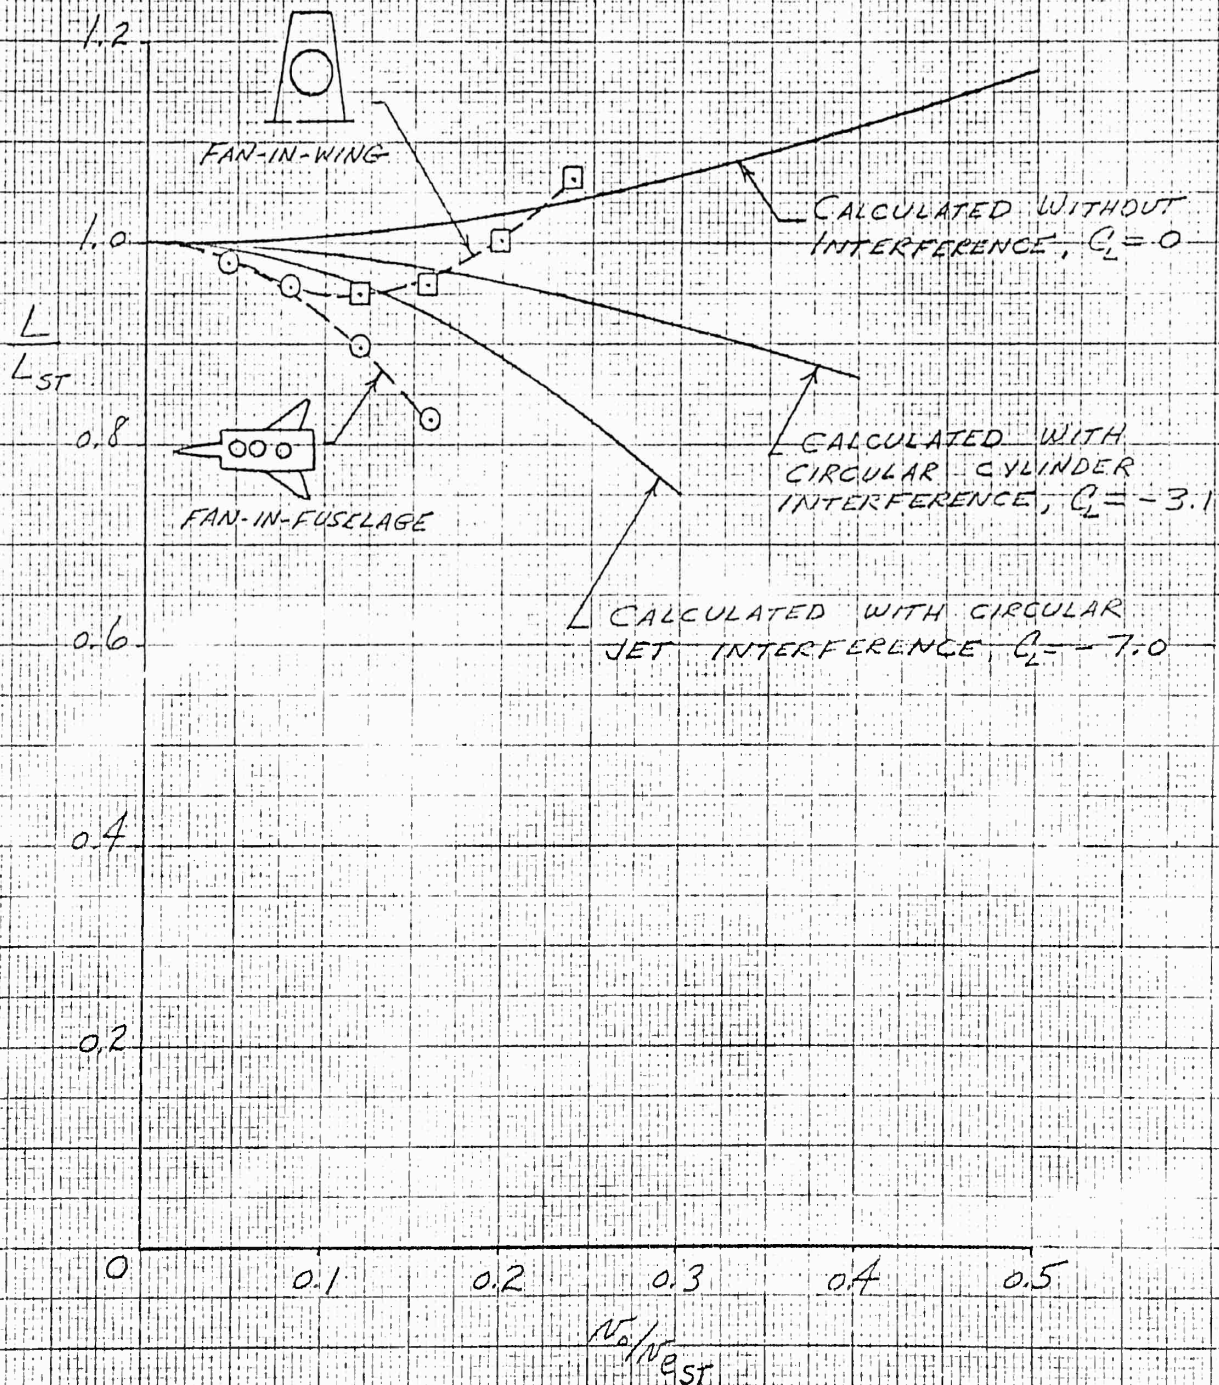 1.2
FAN-IN-WING
CALCULATED WITHOUT
INTERFERENCE, C_L = 0
1.0
L
L_ST
0.8
FAN-IN-FUSELAGE
CALCULATED WITH
CIRCULAR CYLINDER
INTERFERENCE, C_L = -3.1
CALCULATED WITH CIRCULAR
JET INTERFERENCE, C_L = -7.0
0.6
0.4
0.2
0
0.1
0.2
0.3
0.4
0.5
v_o/v_e_ST